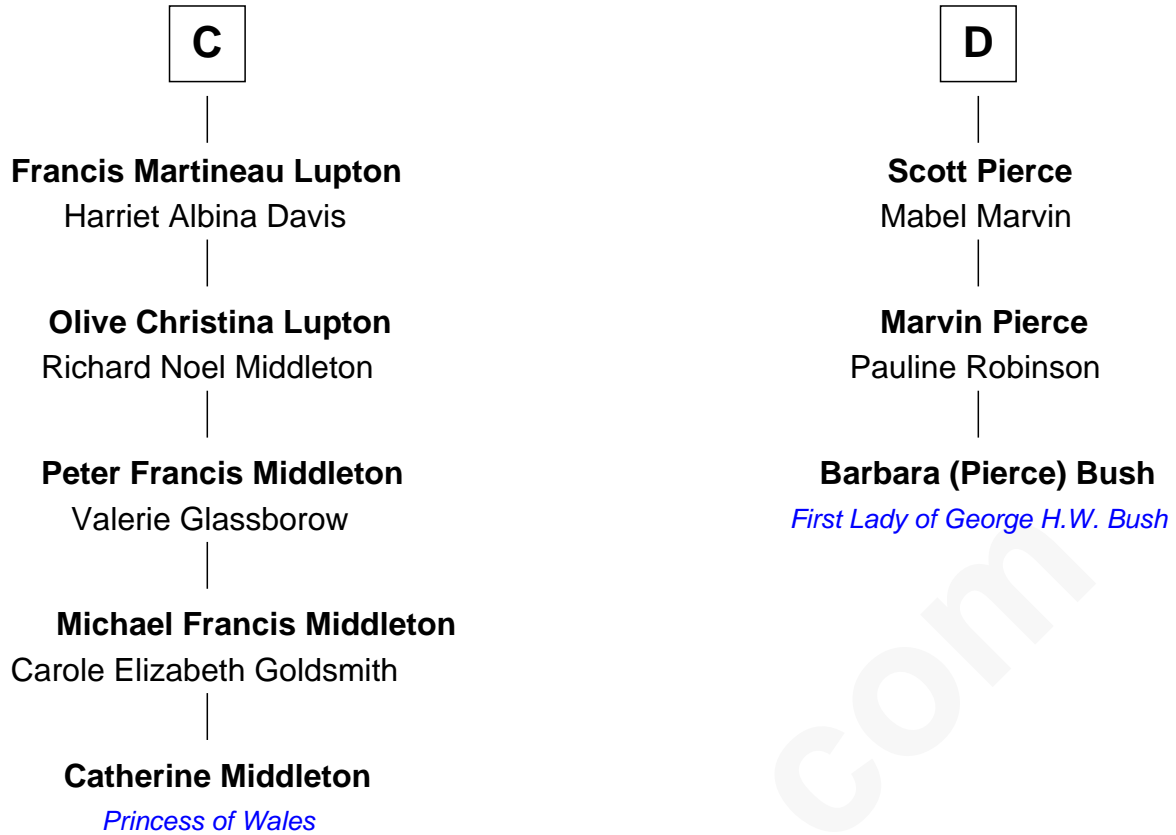 C
Francis Martineau Lupton
Harriet Albina Davis
Olive Christina Lupton
Richard Noel Middleton
Peter Francis Middleton
Valerie Glassborow
Michael Francis Middleton
Carole Elizabeth Goldsmith
Catherine Middleton
Princess of Wales
D
Scott Pierce
Mabel Marvin
Marvin Pierce
Pauline Robinson
Barbara (Pierce) Bush
First Lady of George H.W. Bush
com